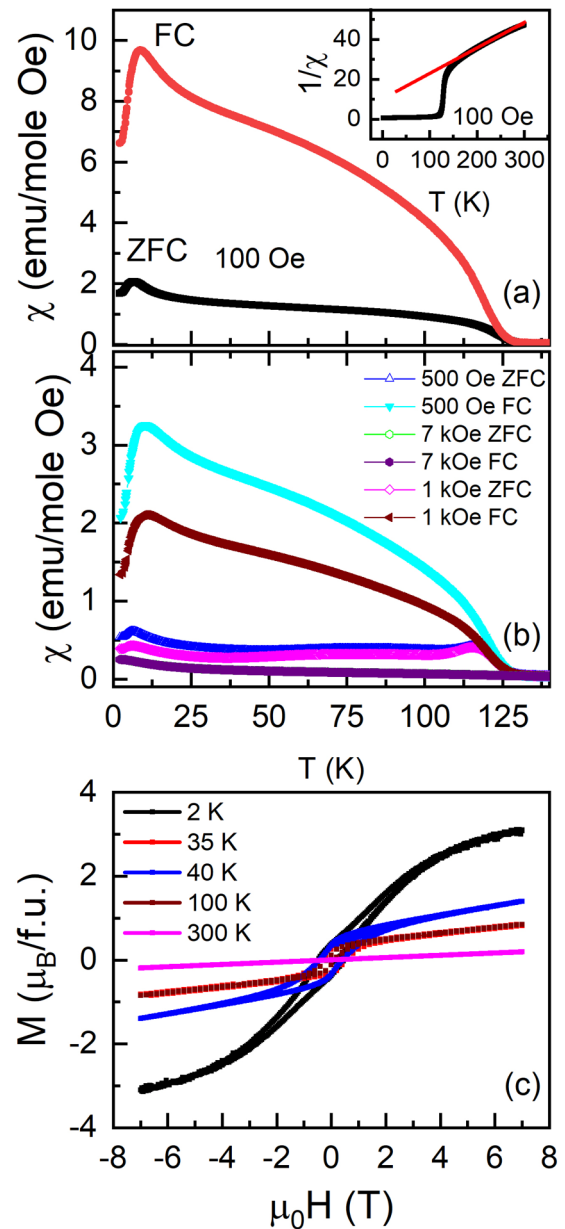 FC
ZFC
100 Oe
(a)
χ (emu/mole Oe)
0
2
4
6
8
10
1/χ
0
20
40
100 Oe
0 100 200 300
T (K)
500 Oe ZFC
500 Oe FC
7 kOe ZFC
7 kOe FC
1 kOe ZFC
1 kOe FC
(b)
χ (emu/mole Oe)
0
1
2
3
4
0 25 50 75 100 125
T (K)
2 K
35 K
40 K
100 K
300 K
(c)
M (μB/f.u.)
-4
-2
0
2
4
-8 -6 -4 -2 0 2 4 6 8
μ0H (T)